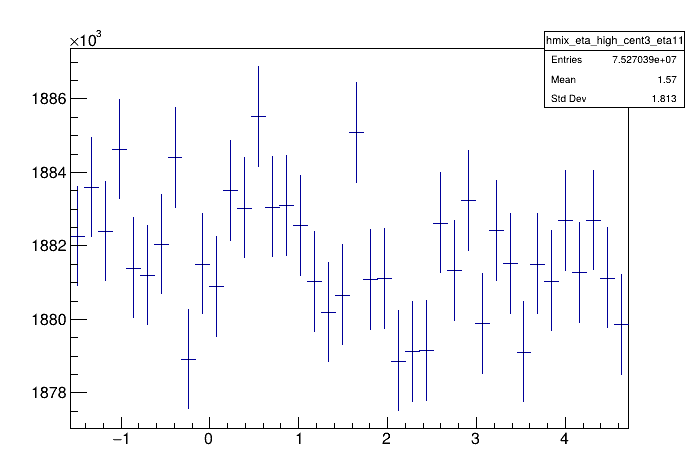 ×10³
hmix_eta_high_cent3_eta11
Entries 7.527039e+07
Mean 1.57
Std Dev 1.813
1886
1884
1882
1880
1878
−1 0 1 2 3 4